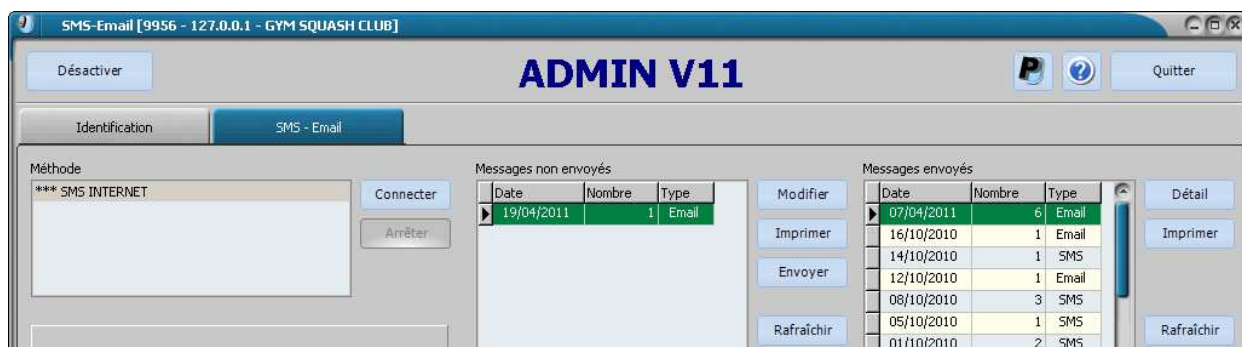 SMS-Email [9956 - 127.0.0.1 - GYM SQUASH CLUB]
Désactiver
ADMIN V11
P
?
Quitter
Identification
SMS - Email
Méthode
*** SMS INTERNET
Connecter
Arrêter
Messages non envoyés
Date Nombre Type
19/04/2011 1 Email
Modifier
Imprimer
Envoyer
Rafraîchir
Messages envoyés
Date Nombre Type
07/04/2011 6 Email
16/10/2010 1 Email
14/10/2010 1 SMS
12/10/2010 1 Email
08/10/2010 3 SMS
05/10/2010 1 SMS
01/10/2010 2 SMS
Détail
Imprimer
Rafraîchir